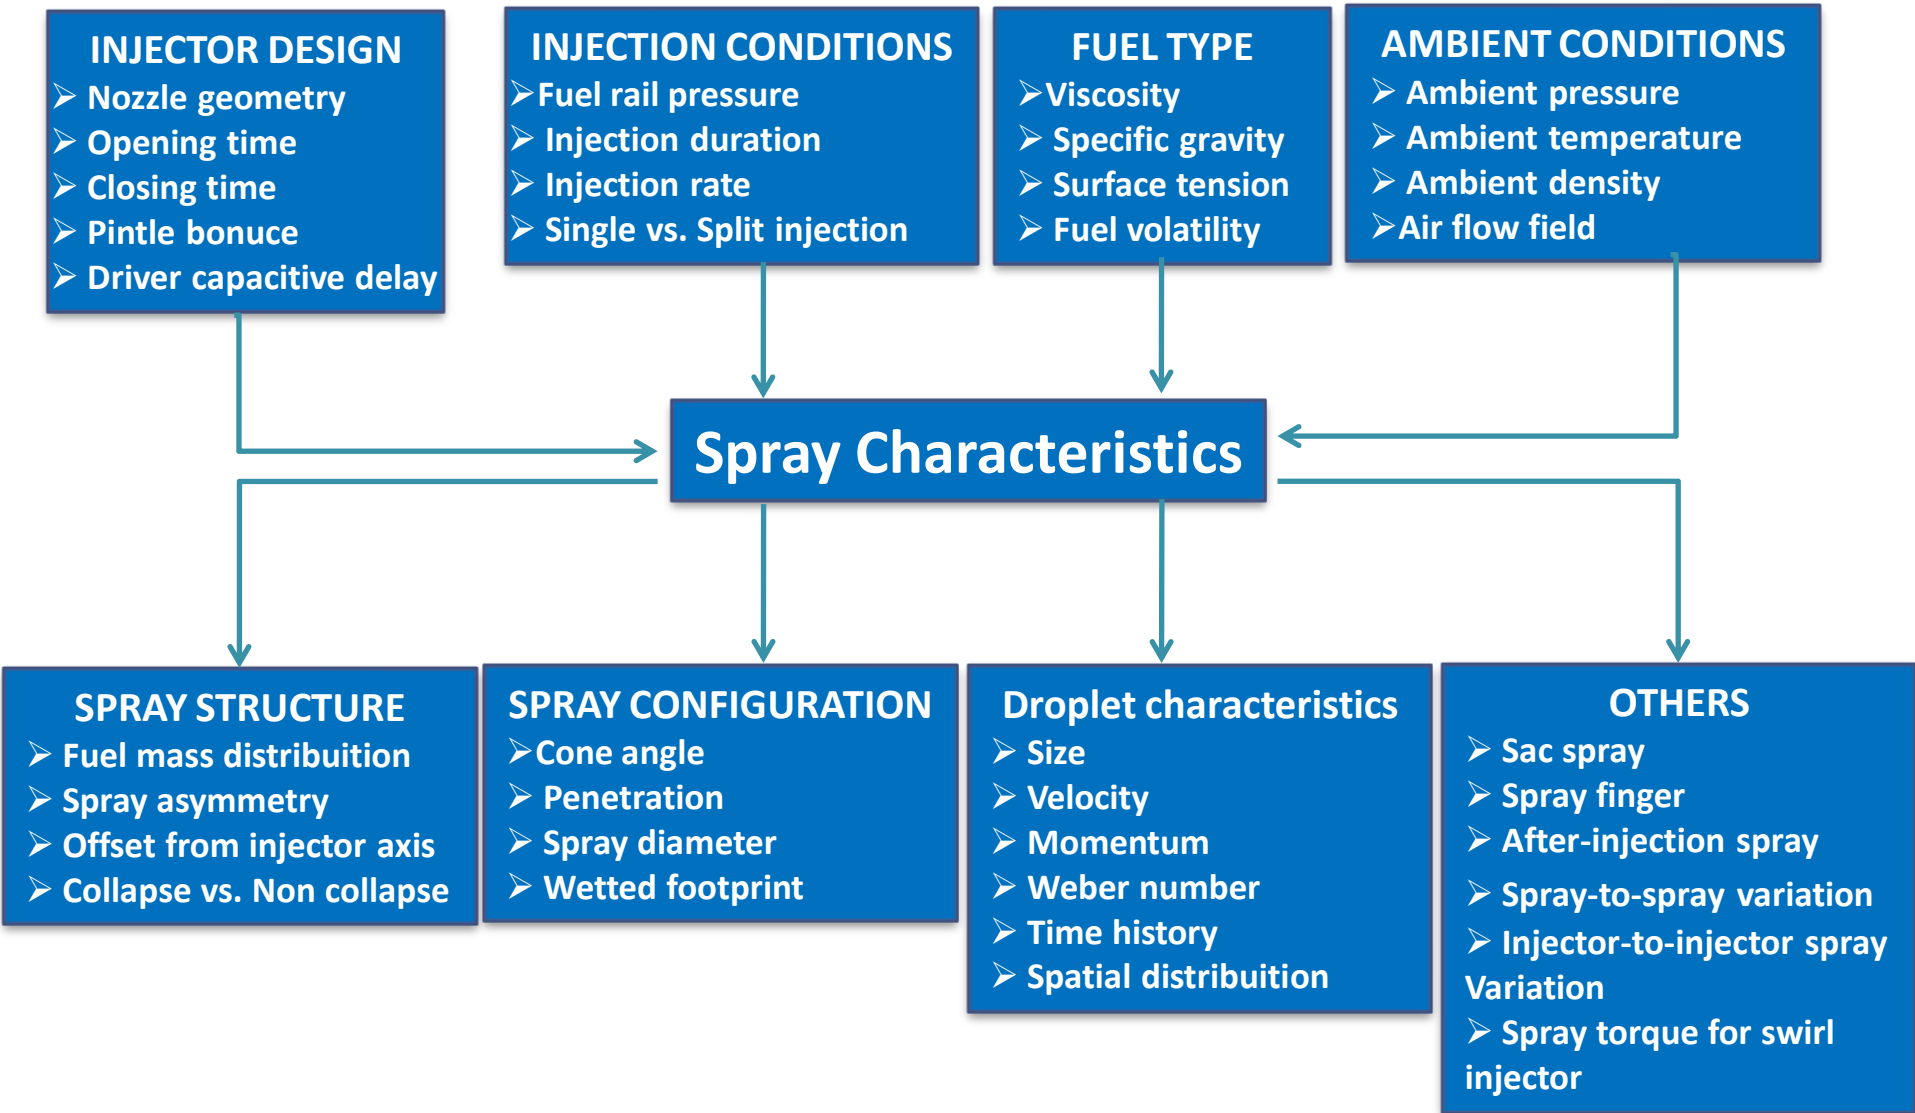 INJECTOR DESIGN
➢ Nozzle geometry
➢ Opening time
➢ Closing time
➢ Pintle bonuce
➢ Driver capacitive delay
INJECTION CONDITIONS
➢Fuel rail pressure
➢ Injection duration
➢ Injection rate
➢ Single vs. Split injection
FUEL TYPE
➢Viscosity
➢ Specific gravity
➢ Surface tension
➢ Fuel volatility
AMBIENT CONDITIONS
➢ Ambient pressure
➢ Ambient temperature
➢ Ambient density
➢Air flow field
Spray Characteristics
SPRAY STRUCTURE
➢ Fuel mass distribuition
➢ Spray asymmetry
➢ Offset from injector axis
➢ Collapse vs. Non collapse
SPRAY CONFIGURATION
➢Cone angle
➢ Penetration
➢ Spray diameter
➢ Wetted footprint
Droplet characteristics
➢ Size
➢ Velocity
➢ Momentum
➢ Weber number
➢ Time history
➢ Spatial distribuition
OTHERS
➢ Sac spray
➢ Spray finger
➢ After-injection spray
➢ Spray-to-spray variation
➢ Injector-to-injector spray
Variation
➢ Spray torque for swirl
injector